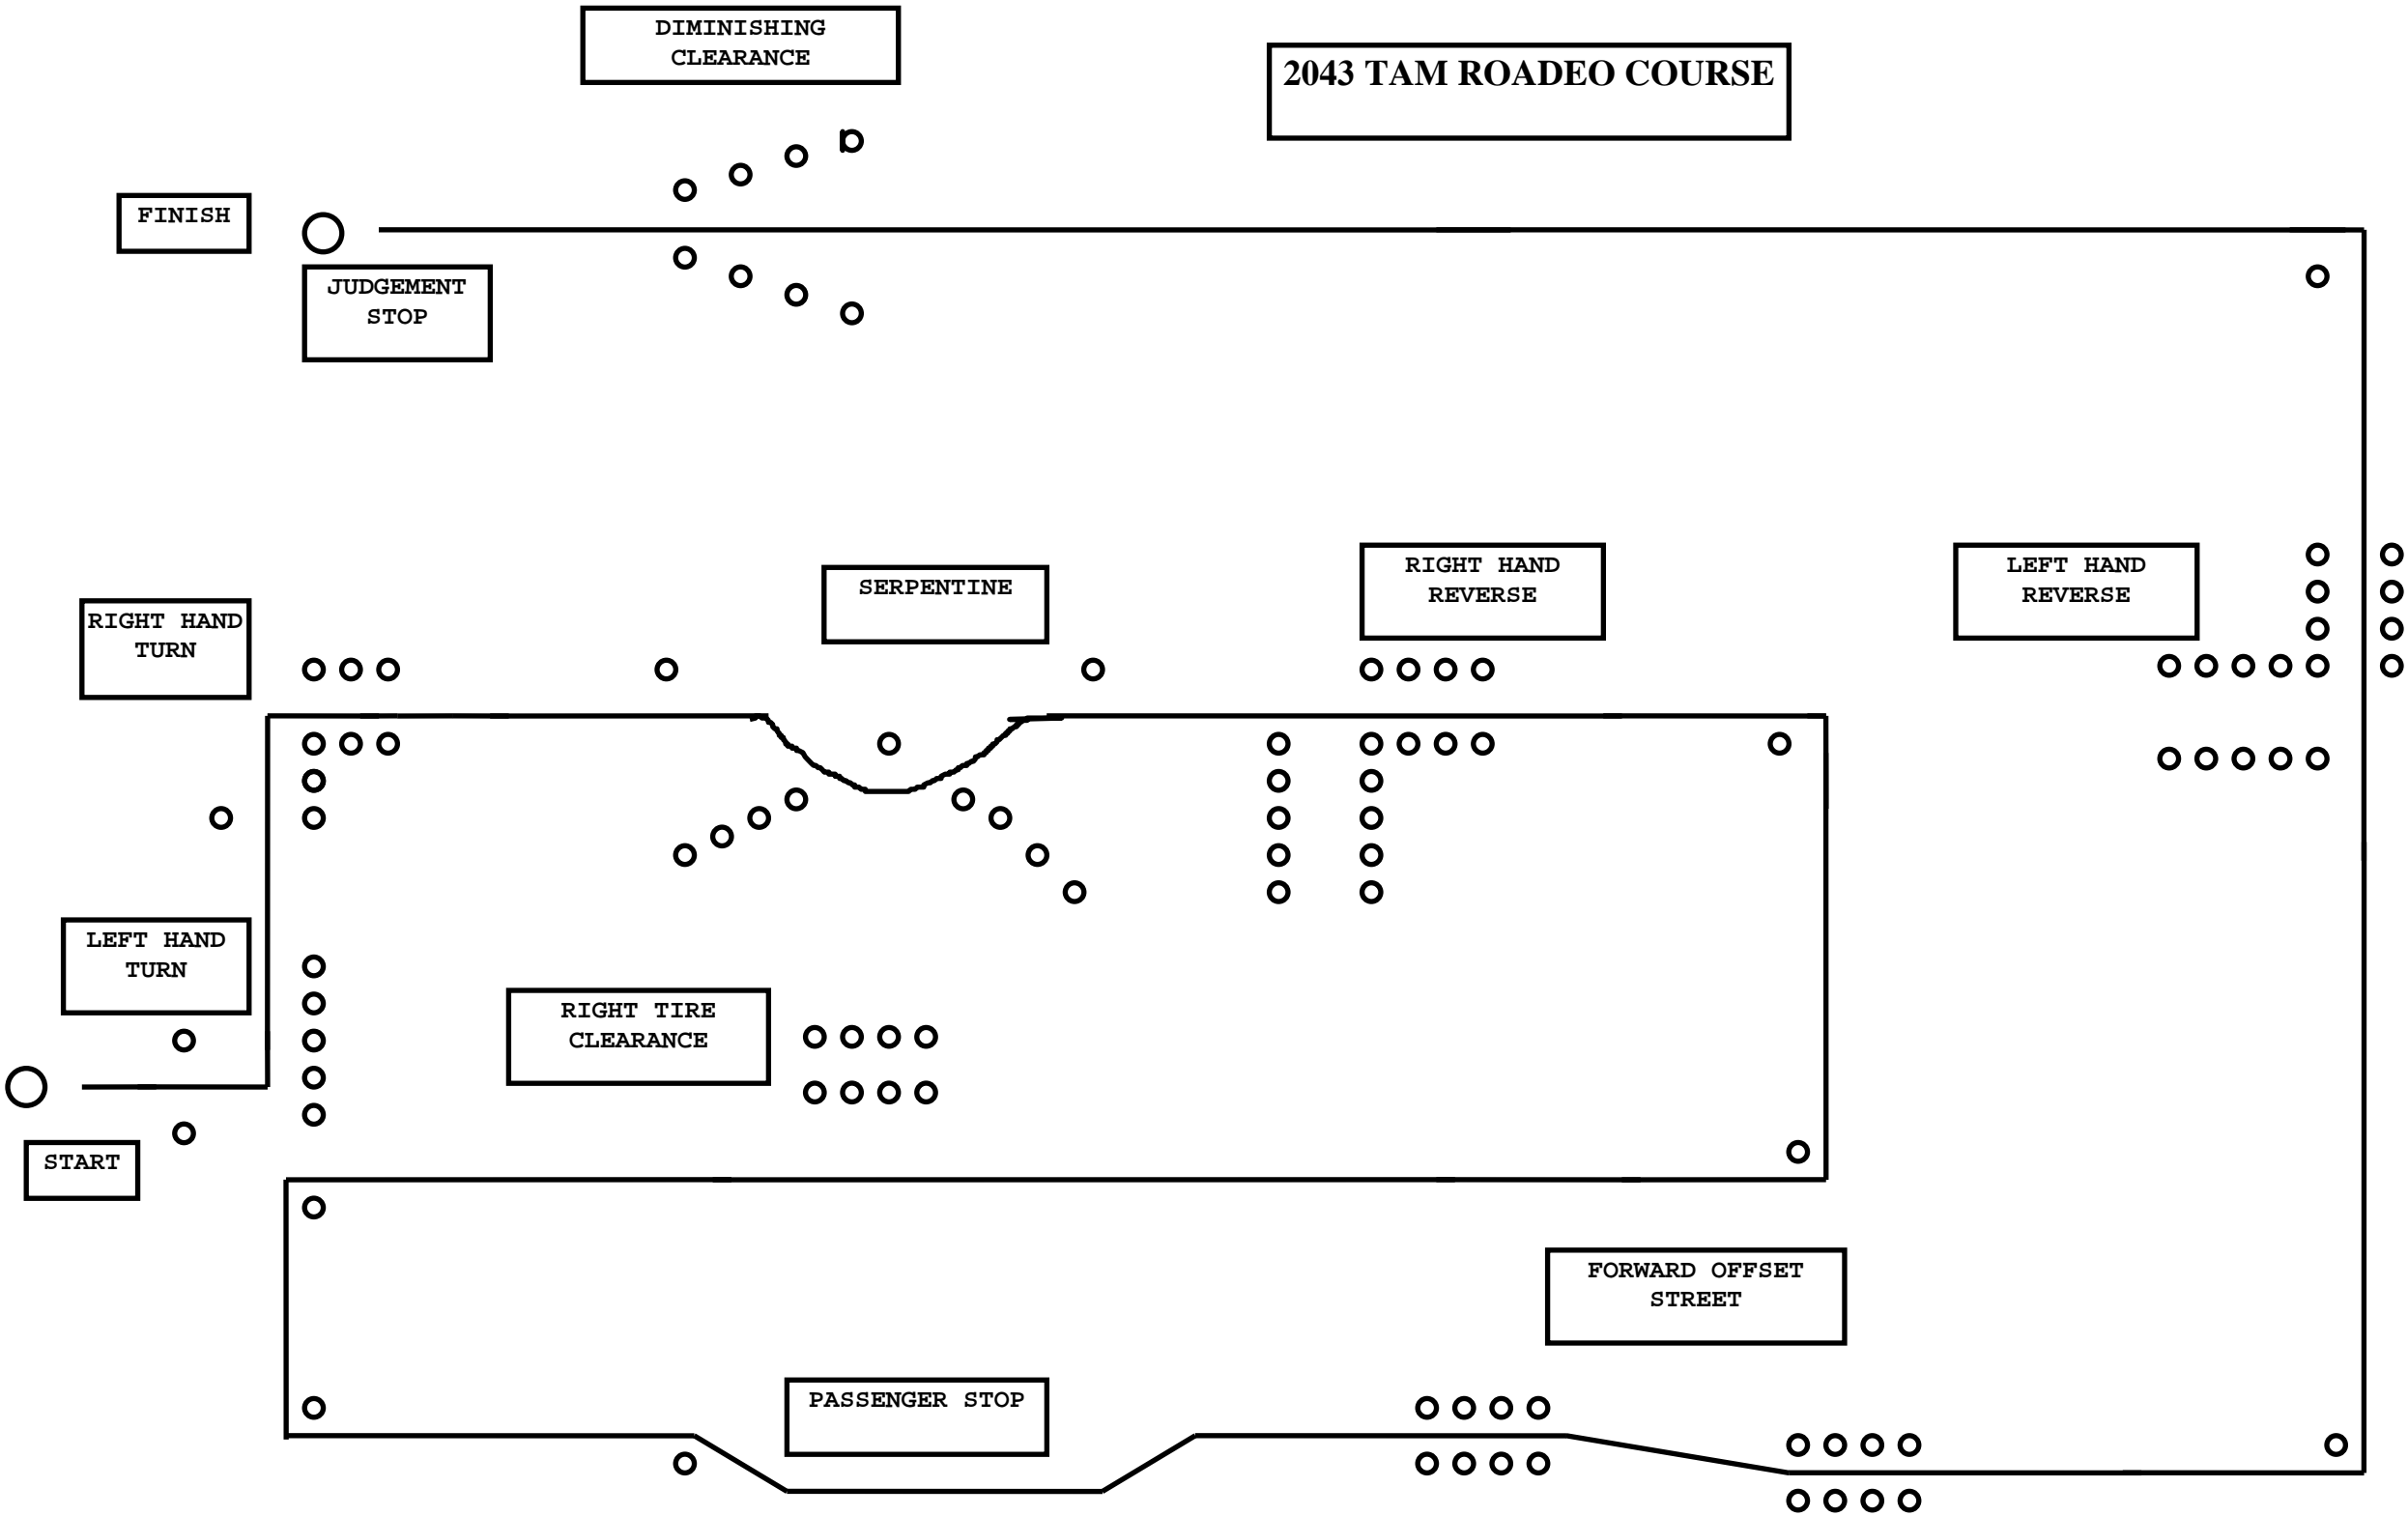 DIMINISHING
CLEARANCE
2043 TAM ROADEO COURSE
FINISH
JUDGEMENT
STOP
SERPENTINE
RIGHT HAND
REVERSE
LEFT HAND
REVERSE
RIGHT HAND
TURN
LEFT HAND
TURN
RIGHT TIRE
CLEARANCE
START
FORWARD OFFSET
STREET
PASSENGER STOP